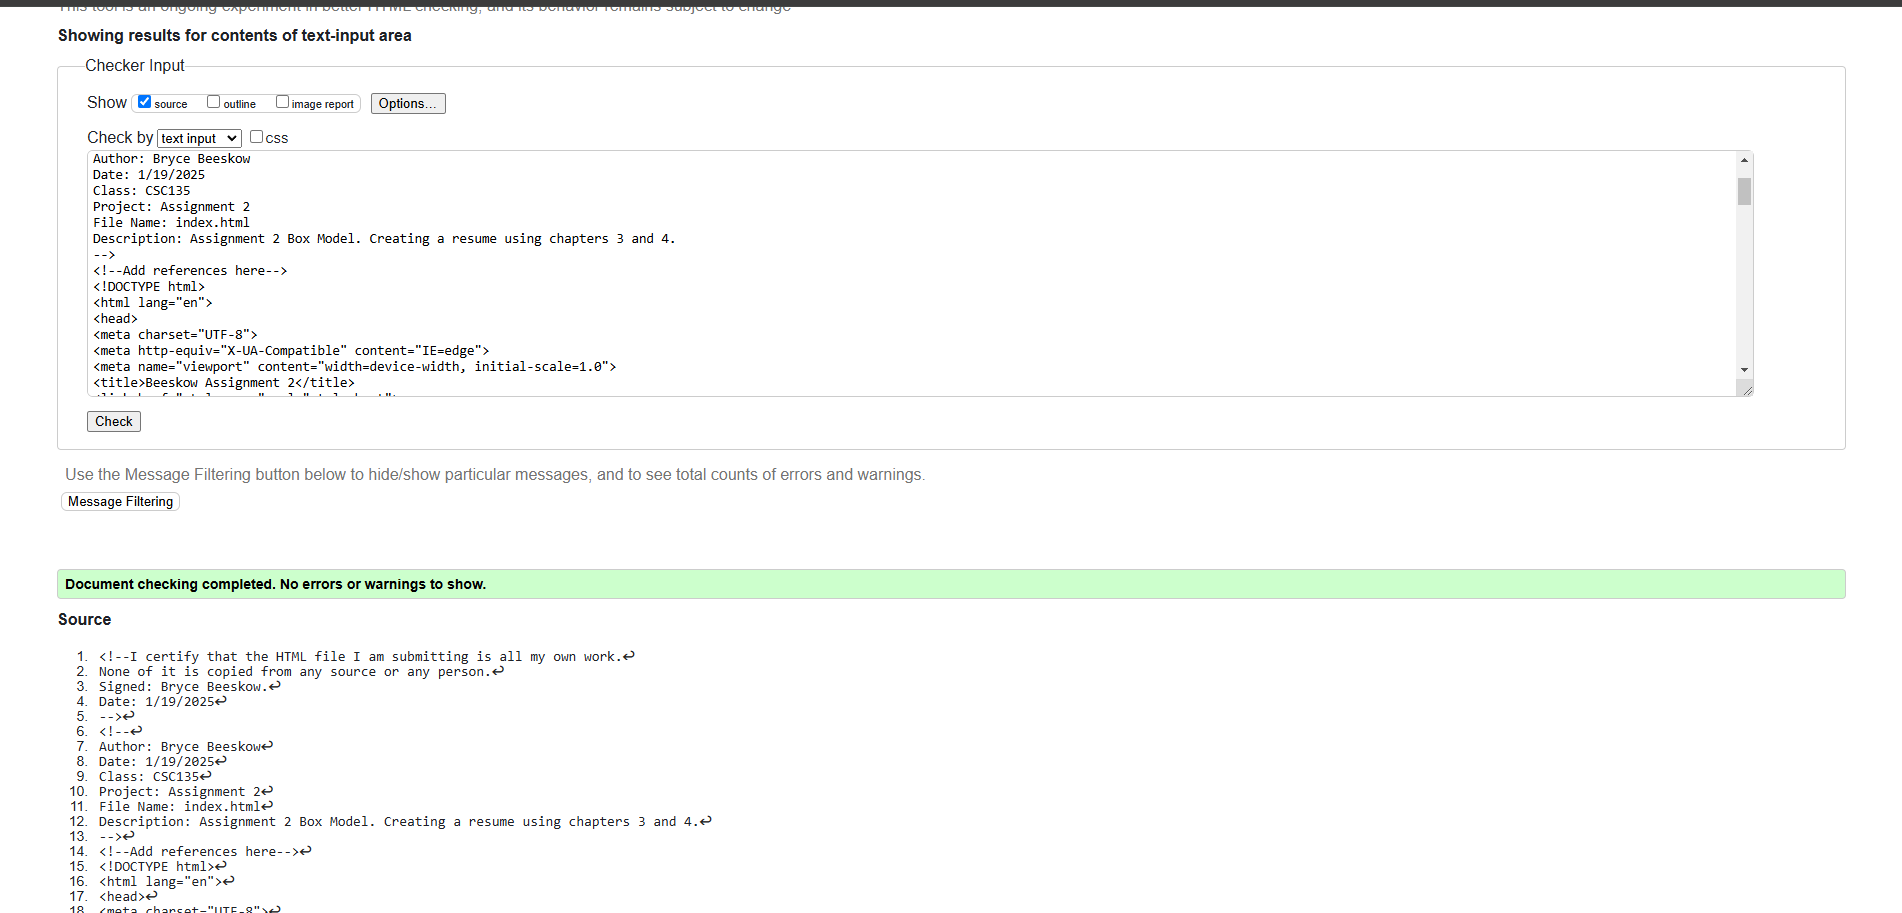 This tool is an ongoing experiment in better HTML checking, and its behavior remains subject to change
Showing results for contents of text-input area
Checker Input
Show source outline image report Options...
Check by text input css
Author: Bryce Beeskow
Date: 1/19/2025
Class: CSC135
Project: Assignment 2
File Name: index.html
Description: Assignment 2 Box Model. Creating a resume using chapters 3 and 4.
-->
<!--Add references here-->
<!DOCTYPE html>
<html lang="en">
<head>
<meta charset="UTF-8">
<meta http-equiv="X-UA-Compatible" content="IE=edge">
<meta name="viewport" content="width=device-width, initial-scale=1.0">
<title>Beeskow Assignment 2</title>
Check
Use the Message Filtering button below to hide/show particular messages, and to see total counts of errors and warnings.
Message Filtering
Document checking completed. No errors or warnings to show.
Source
1. <!--I certify that the HTML file I am submitting is all my own work.↩
2. None of it is copied from any source or any person.↩
3. Signed: Bryce Beeskow.↩
4. Date: 1/19/2025↩
5. -->↩
6. <!--↩
7. Author: Bryce Beeskow↩
8. Date: 1/19/2025↩
9. Class: CSC135↩
10. Project: Assignment 2↩
11. File Name: index.html↩
12. Description: Assignment 2 Box Model. Creating a resume using chapters 3 and 4.↩
13. -->↩
14. <!--Add references here-->↩
15. <!DOCTYPE html>↩
16. <html lang="en">↩
17. <head>↩
18. <meta charset="UTF-8">↩